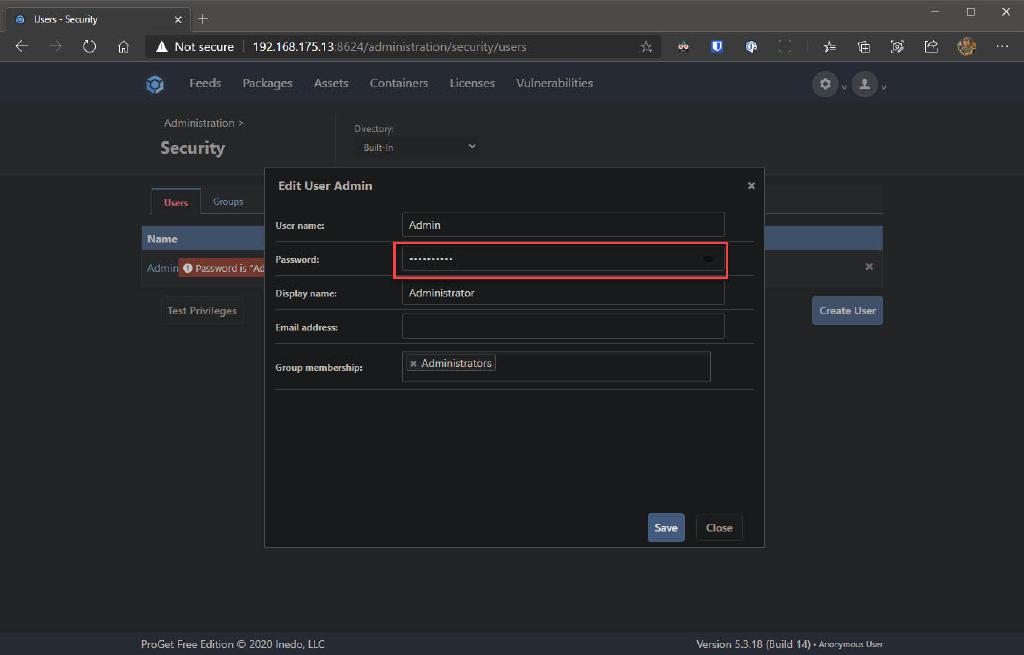 Users - Security
Not secure
192.168.175.13:8624/administration/security/users
Feeds Packages Assets Containers Licenses Vulnerabilities
Administration >
Security
Directory:
Built-In
Edit User Admin
Users Groups
User name: Admin
Name
Password: ••••••••••
Admin Password is "Ad
Display name: Administrator
Test Privileges
Create User
Email address:
Group membership: Administrators
Save Close
ProGet Free Edition © 2020 Inedo, LLC
Version 5.3.18 (Build 14) • Anonymous User